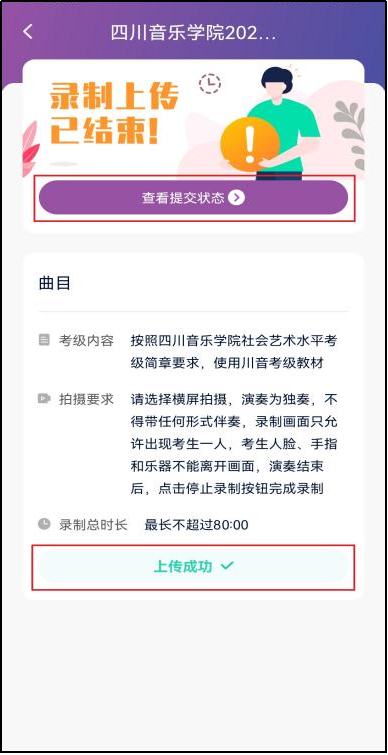 四川音乐学院202...
录制上传
已结束!
查看提交状态
曲目
考级内容
按照四川音乐学院社会艺术水平考
级简章要求，使用川音考级教材
拍摄要求
请选择横屏拍摄，演奏为独奏，不
得带任何形式伴奏，录制画面只允
许出现考生一人，考生人脸、手指
和乐器不能离开画面，演奏结束
后，点击停止录制按钮完成录制
录制总时长
最长不超过80:00
上传成功